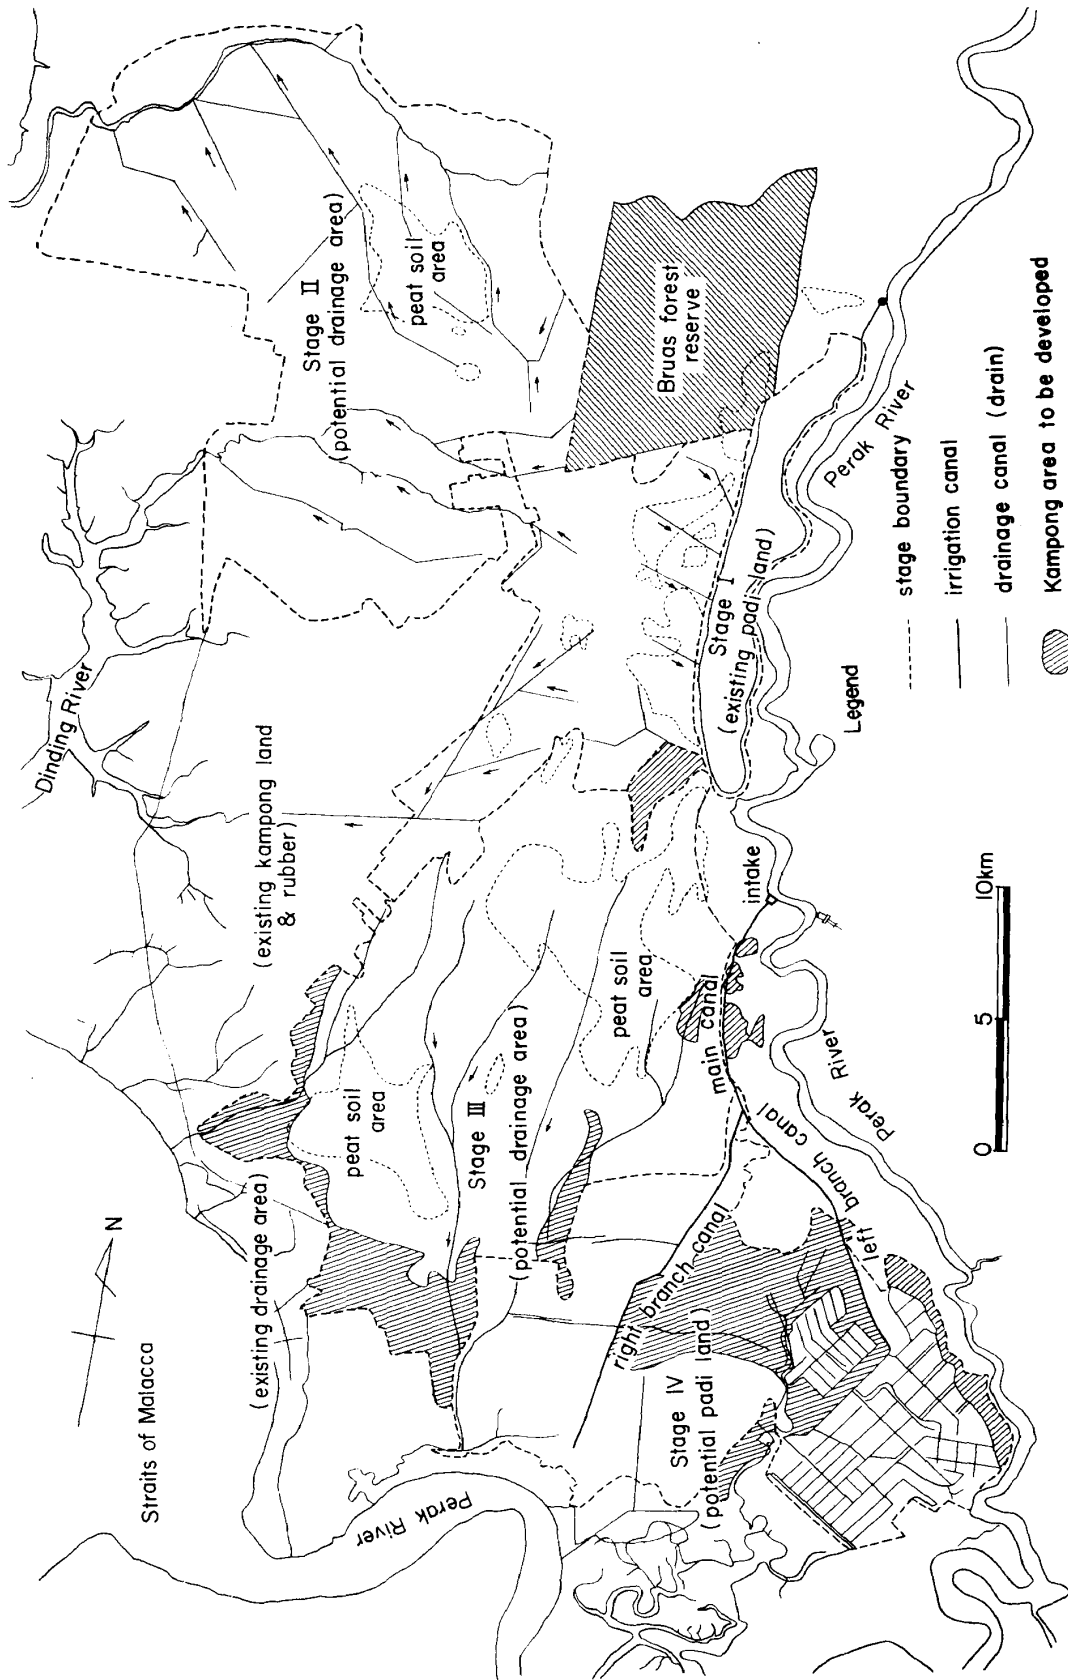 Straits of Malacca
N
Dinding River
(existing drainage area)
(existing kampong land
& rubber)
Stage II
(potential drainage area)
peat soil
area
peat soil
area
Stage III
(potential drainage area)
peat soil
area
Bruas forest
reserve
Perak River
right branch canal
main canal
intake
Stage I
(existing padi land)
Perak River
Stage IV
(potential padi land)
left branch canal
Perak River
0 5 10km
Legend
stage boundary
irrigation canal
drainage canal (drain)
Kampong area to be developed